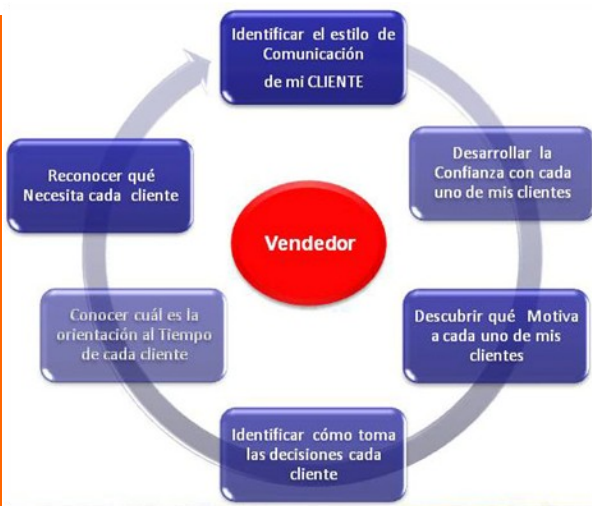 Identificar el estilo de
Comunicación
de mi CLIENTE
Desarrollar la
Confianza con cada
uno de mis clientes
Descubrir qué Motiva
a cada uno de mis
clientes
Identificar cómo toma
las decisiones cada
cliente
Conocer cuál es la
orientación al Tiempo
de cada cliente
Reconocer qué
Necesita cada cliente
Vendedor